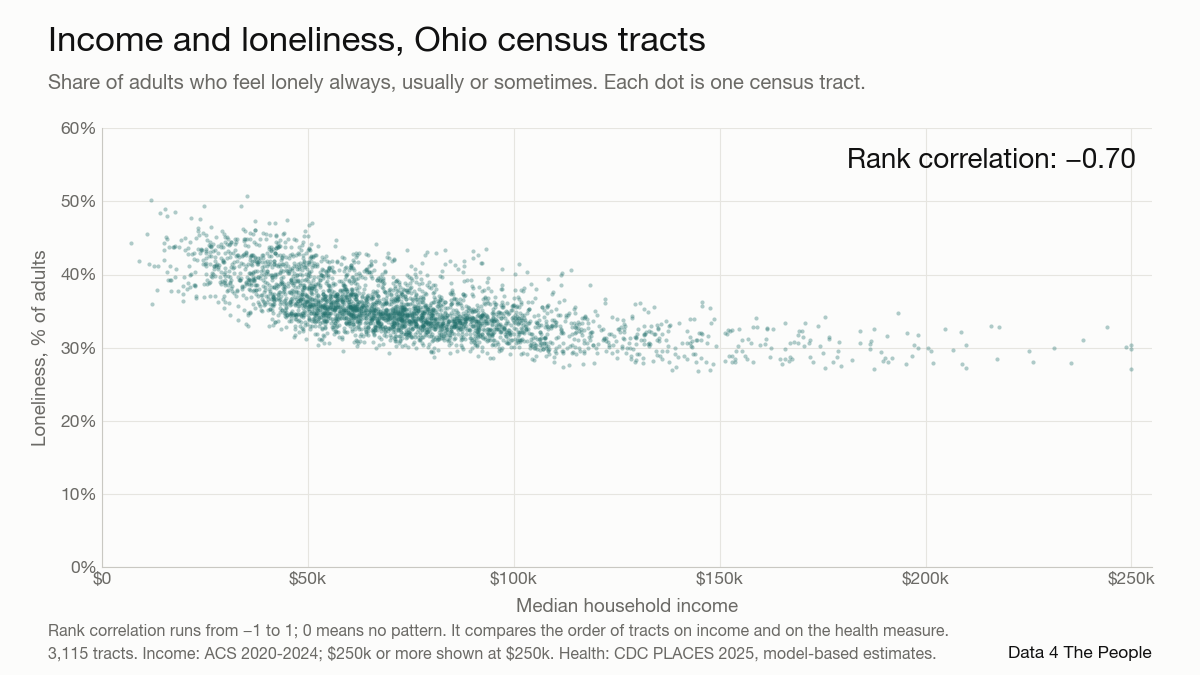 Income and loneliness, Ohio census tracts
Share of adults who feel lonely always, usually or sometimes. Each dot is one census tract.
60%
Rank correlation: −0.70
50%
40%
30%
20%
10%
0%
Loneliness, % of adults
$0
$50k
$100k
$150k
$200k
$250k
Median household income
Rank correlation runs from −1 to 1; 0 means no pattern. It compares the order of tracts on income and on the health measure.
3,115 tracts. Income: ACS 2020-2024; $250k or more shown at $250k. Health: CDC PLACES 2025, model-based estimates.
Data 4 The People